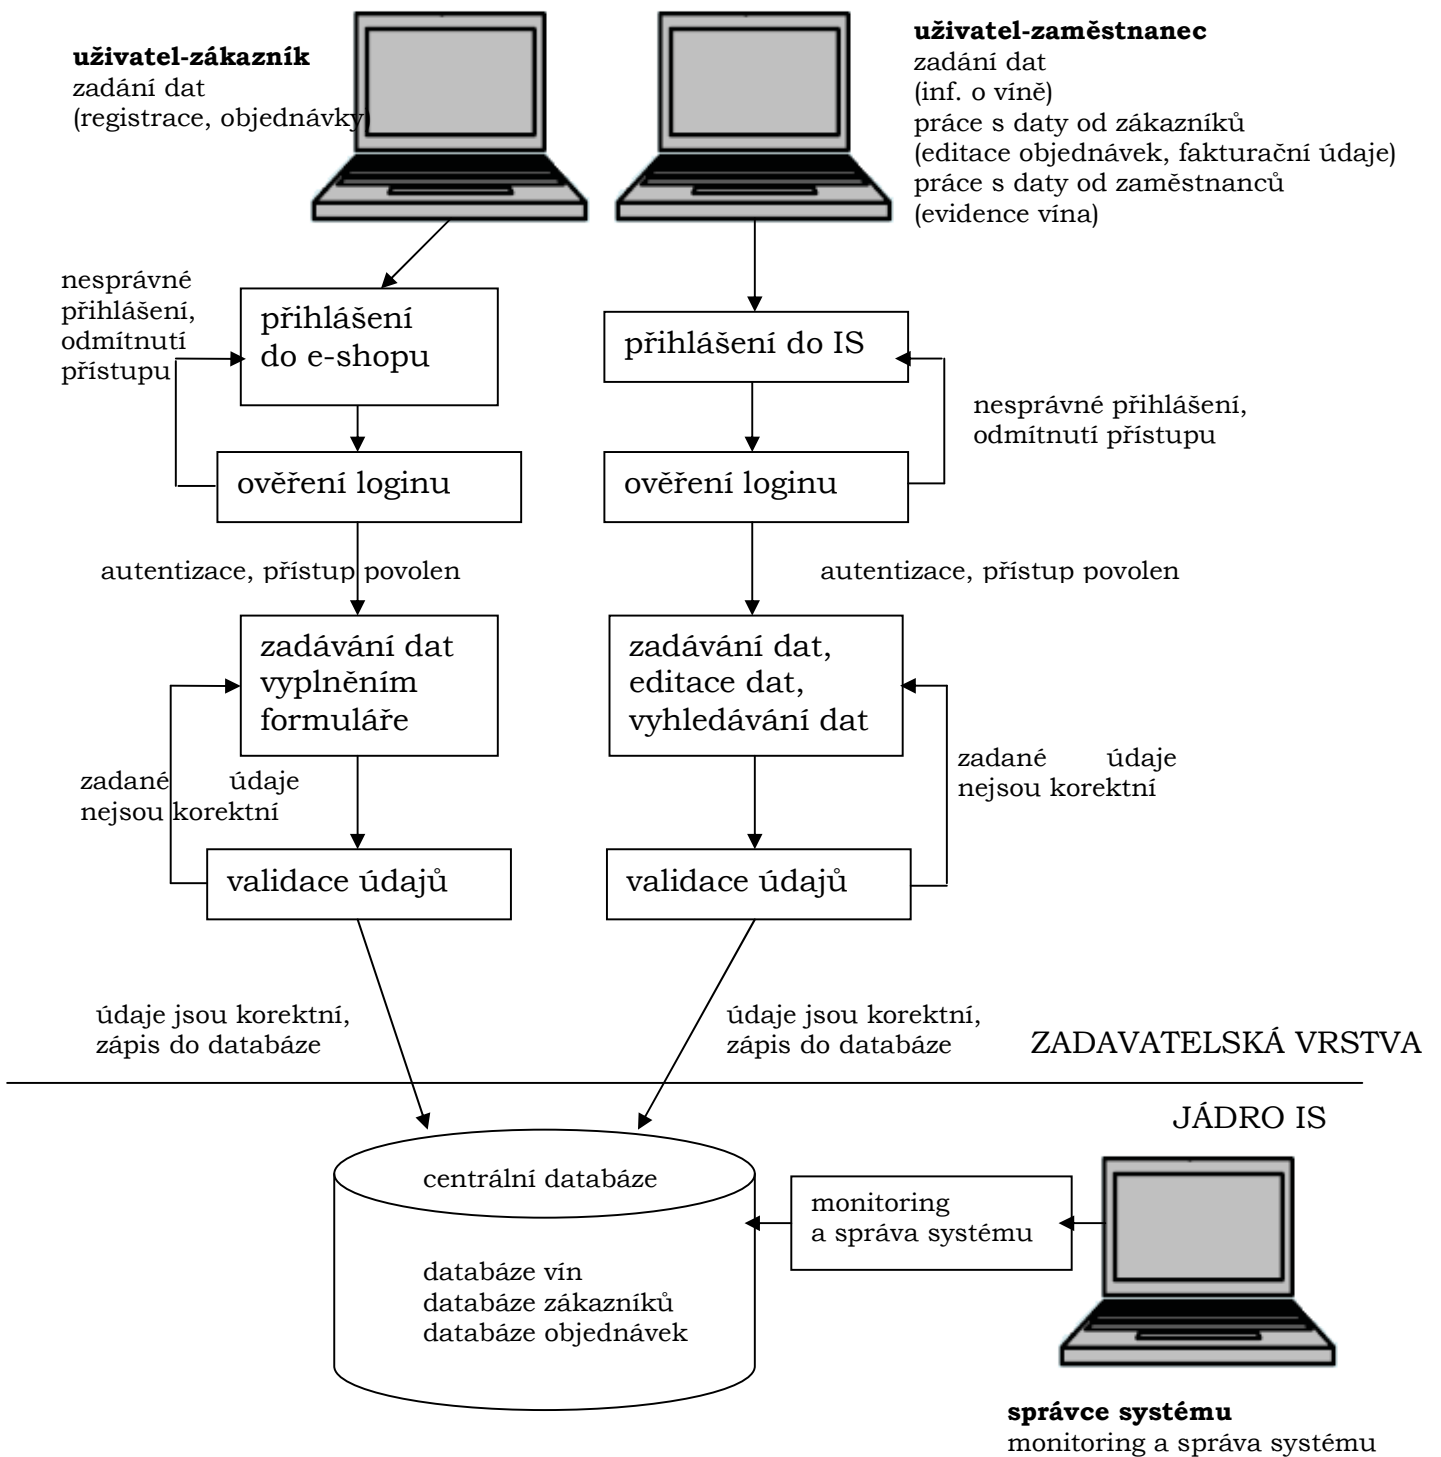 uživatel-zákazník
zadání dat
(registrace, objednávky)
uživatel-zaměstnanec
zadání dat
(inf. o víně)
práce s daty od zákazníků
(editace objednávek, fakturační údaje)
práce s daty od zaměstnanců
(evidence vína)
nesprávné
přihlášení,
odmítnutí
přístupu
přihlášení
do e-shopu
přihlášení do IS
nesprávné přihlášení,
odmítnutí přístupu
ověření loginu
ověření loginu
autentizace, přístup povolen
autentizace, přístup povolen
zadávání dat
vyplněním
formuláře
zadávání dat,
editace dat,
vyhledávání dat
zadané údaje
nejsou korektní
zadané údaje
nejsou korektní
validace údajů
validace údajů
údaje jsou korektní,
zápis do databáze
údaje jsou korektní,
zápis do databáze
ZADAVATELSKÁ VRSTVA
JÁDRO IS
centrální databáze
databáze vín
databáze zákazníků
databáze objednávek
monitoring
a správa systému
správce systému
monitoring a správa systému